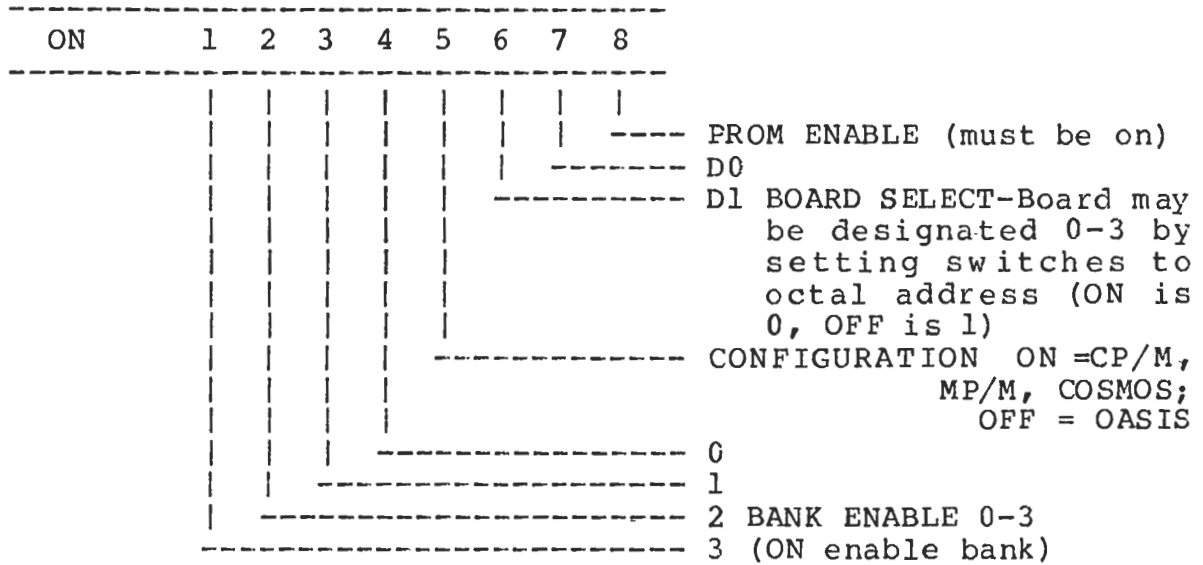 ON 1 2 3 4 5 6 7 8
PROM ENABLE (must be on)
D0
D1 BOARD SELECT-Board may
be designated 0-3 by
setting switches to
octal address (ON is
0, OFF is 1)
CONFIGURATION ON =CP/M,
MP/M, COSMOS;
OFF = OASIS
0
1
2 BANK ENABLE 0-3
3 (ON enable bank)